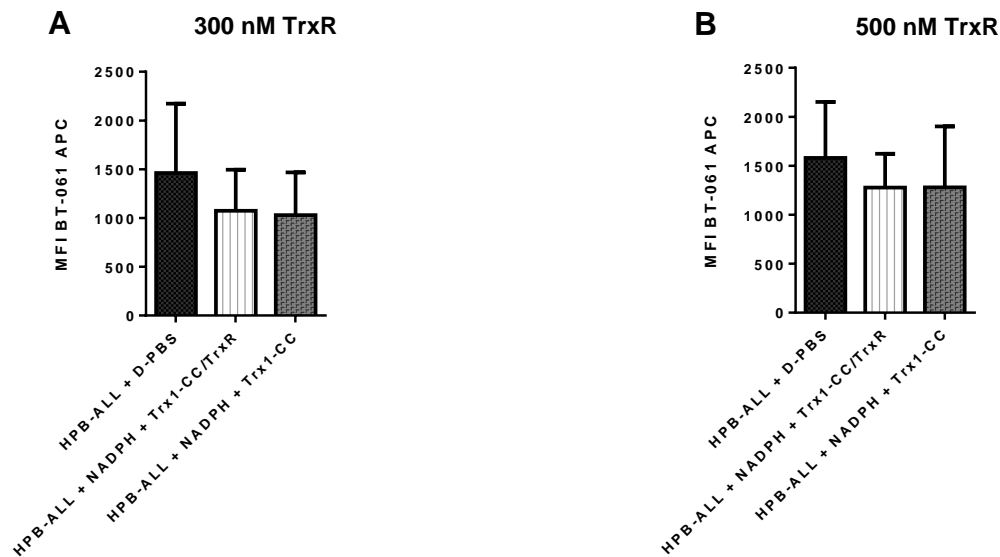 A
300 nM TrxR
2500
2000
1500
1000
500
0
MFI BT-061 APC
HPB-ALL + D-PBS
HPB-ALL + NADPH + Trx1-CC/TrxR
HPB-ALL + NADPH + Trx1-CC
B
500 nM TrxR
2500
2000
1500
1000
500
0
MFI BT-061 APC
HPB-ALL + D-PBS
HPB-ALL + NADPH + Trx1-CC/TrxR
HPB-ALL + NADPH + Trx1-CC